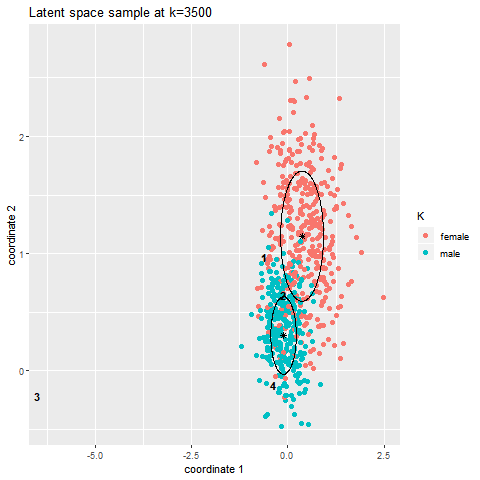 Latent space sample at k=3500
coordinate 2
2
1
0
1
3
4
2
-5.0
-2.5
0.0
2.5
coordinate 1
K
female
male